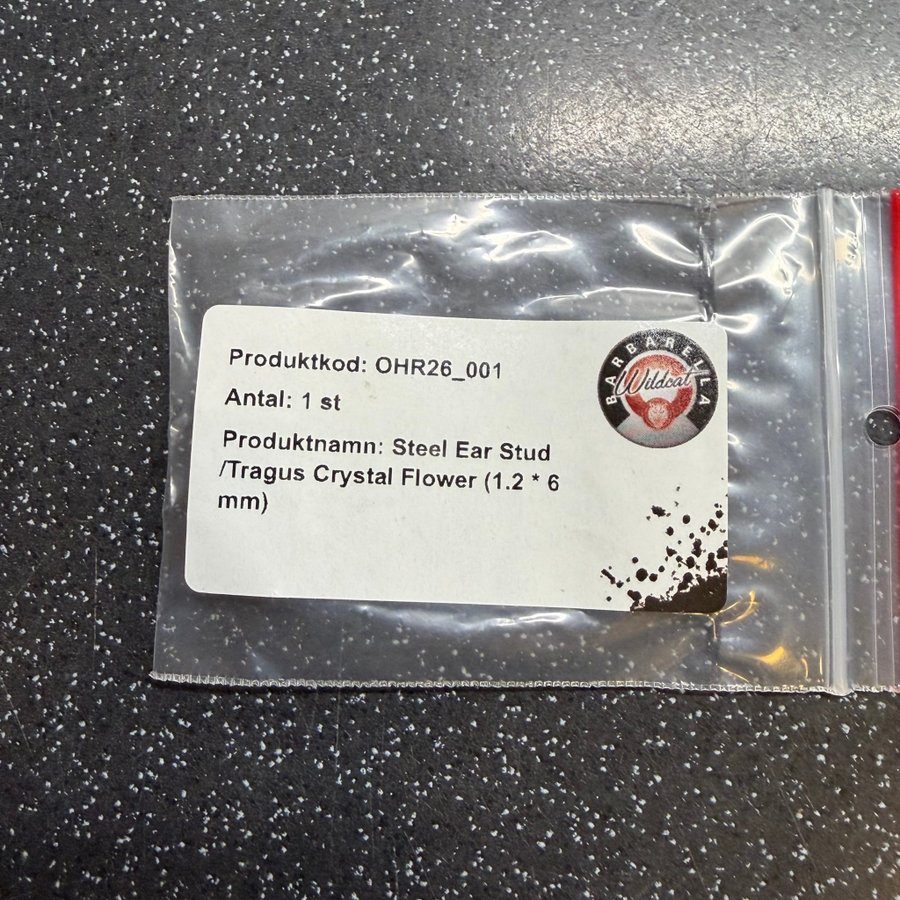 Produktkod: OHR26_001
Antal: 1 st
Produktnamn: Steel Ear Stud
/Tragus Crystal Flower (1.2 * 6
mm)
BARBARELLA
Wildcat